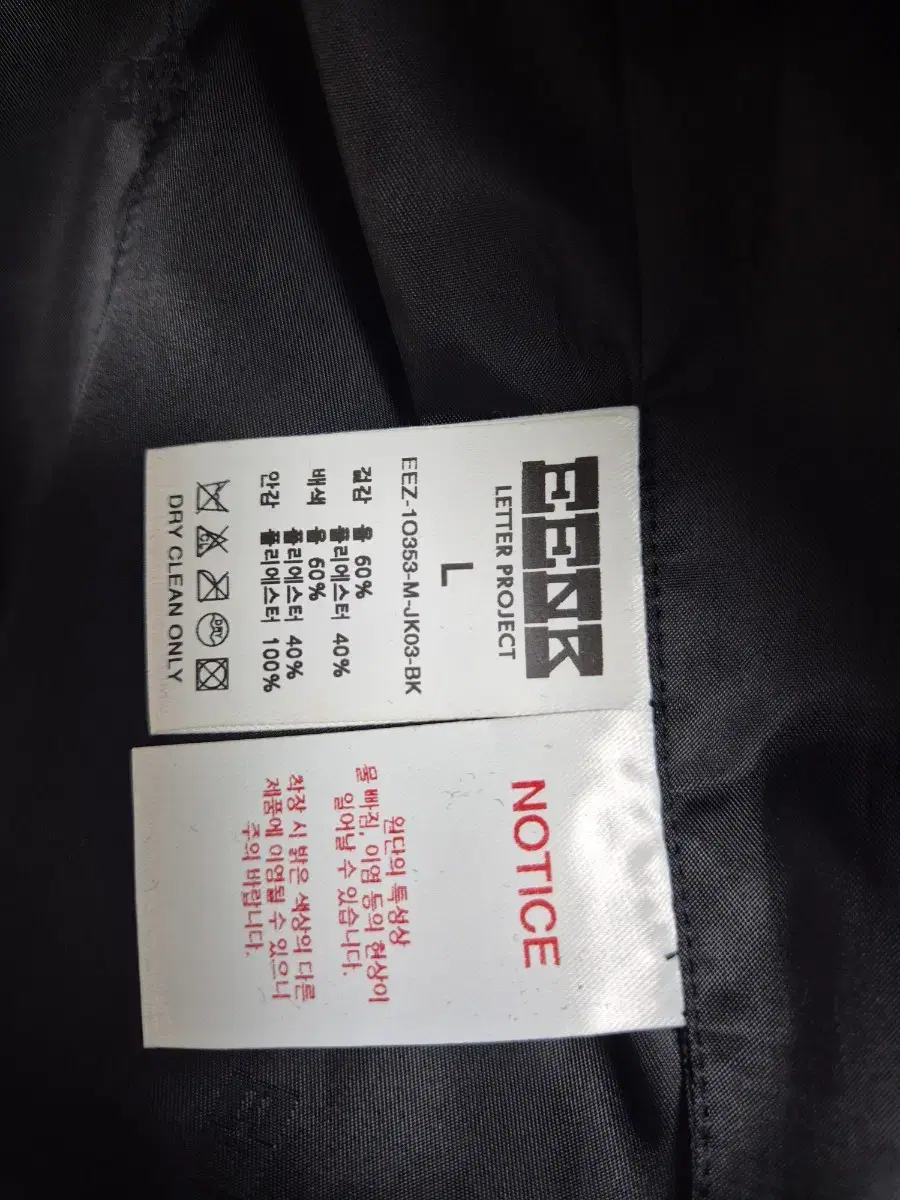 EENK
LETTER PROJECT
L
EEZ-10353-M-JK03-BK
겉감 울 60%
폴리에스터 40%
배색 울 60%
폴리에스터 40%
안감 폴리에스터 100%
CL
DRY
DRY CLEAN ONLY
NOTICE
원단의 특성상
물 빠짐, 이염 등의 현상이
일어날 수 있습니다.
착장 시 밝은 색상의 다른
제품에 이염될 수 있으니
주의 바랍니다.